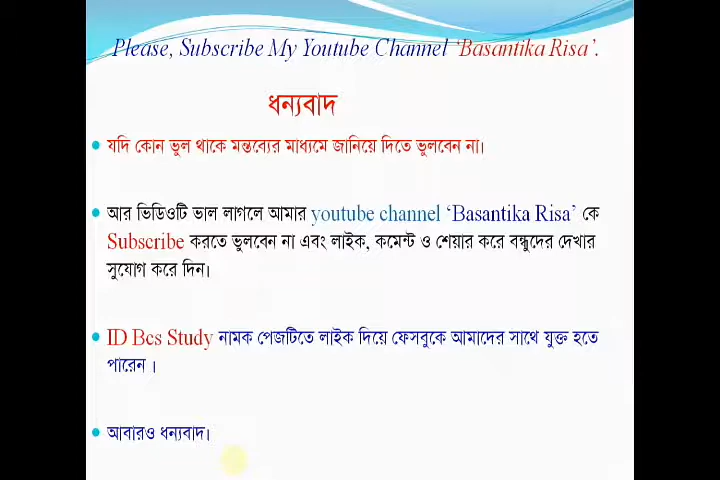 Please, Subscribe My Youtube Channel ‘Basantika Risa’.
ধন্যবাদ
যদি কোন ভুল থাকে মন্তব্যের মাধ্যমে জানিয়ে দিতে ভুলবেন না।
আর ভিডিওটি ভাল লাগলে আমার youtube channel ‘Basantika Risa’ কে
Subscribe করতে ভুলবেন না এবং লাইক, কমেন্ট ও শেয়ার করে বন্ধুদের দেখার
সুযোগ করে দিন।
ID Bcs Study নামক পেজটিতে লাইক দিয়ে ফেসবুকে আমাদের সাথে যুক্ত হতে
পারেন ।
আবারও ধন্যবাদ।